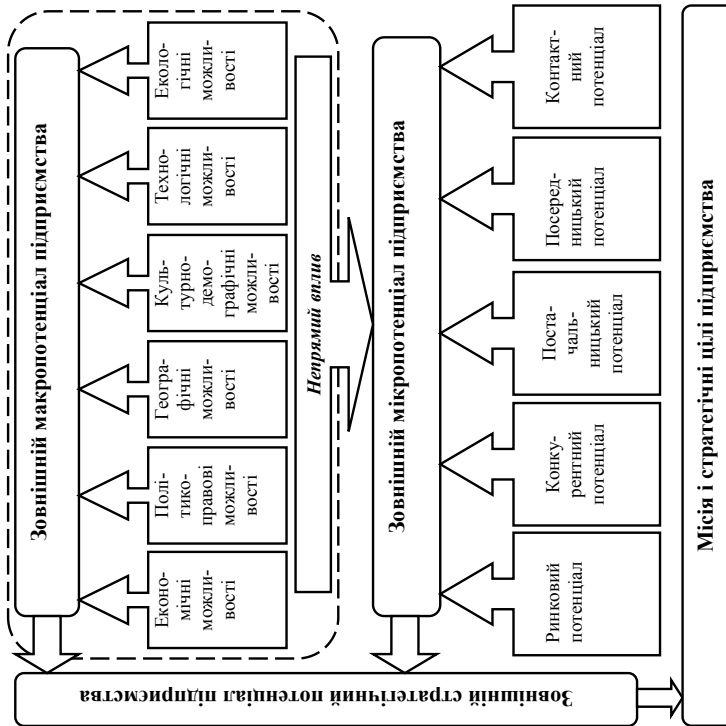 Зовнішній макропотенціал підприємства
Еконо-
мічні
можли-
вості
Полі-
тико-
правові
можли-
вості
Геогра-
фічні
можли-
вості
Куль-
турно-
демо-
графічні
можли-
вості
Техно-
логічні
можли-
вості
Еколо-
гічні
можли-
вості
Непрямий вплив
Зовнішній мікропотенціал підприємства
Ринковий
потенціал
Конку-
рентний
потенціал
Поста-
чаль-
ницький
потенціал
Посеред-
ницький
потенціал
Контакт-
ний
потенціал
Зовнішній стратегічний потенціал підприємства
Місія і стратегічні цілі підприємства